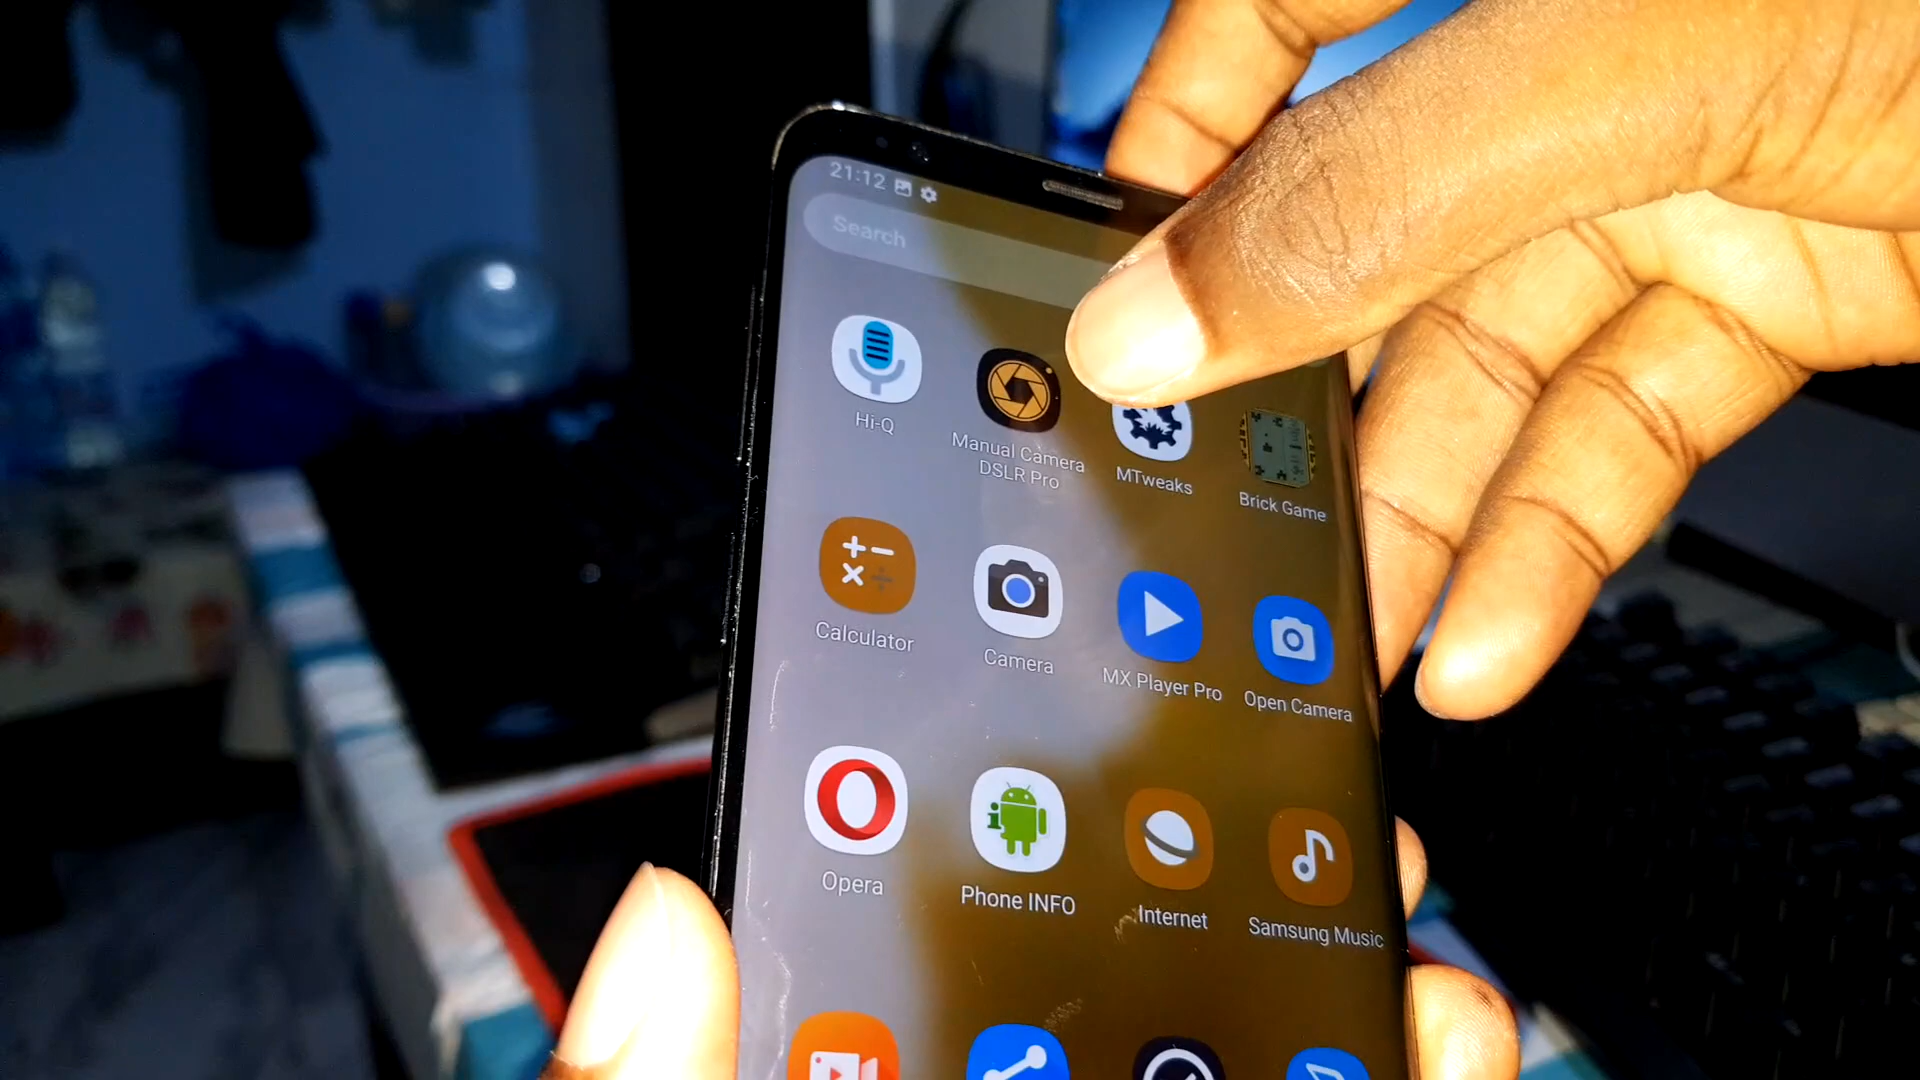 21:12
Search
Hi-Q
Manual Camera
DSLR Pro
MTweaks
Brick Game
Calculator
Camera
MX Player Pro
Open Camera
Opera
Phone INFO
Internet
Samsung Music